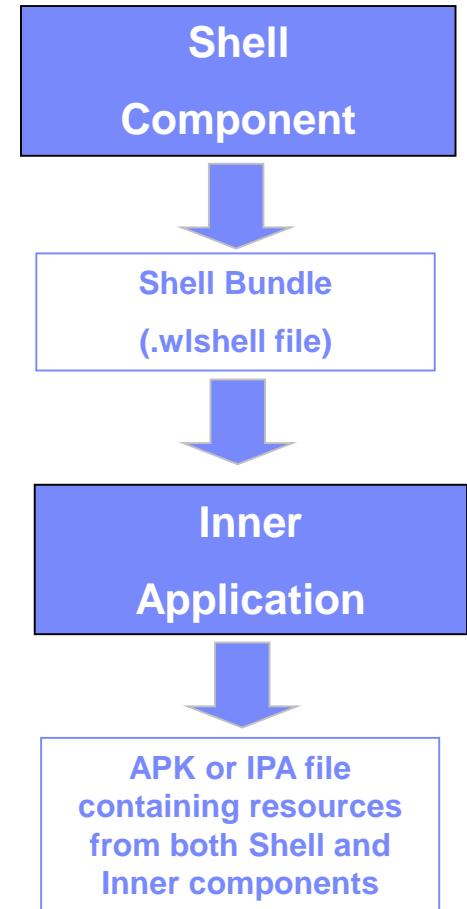 Shell
Component
Shell Bundle
(.wlshell file)
Inner
Application
APK or IPA file
containing resources
from both Shell and
Inner components